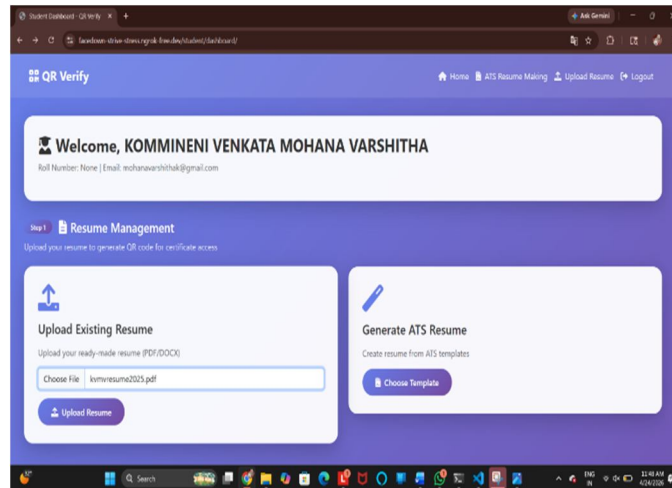 Student Dashboard - QR Verify
Ask Gemini
facedown-strive-stress.ngrok-free.dev/student/dashboard/
QR Verify
Home ATS Resume Making Upload Resume Logout
Welcome, KOMMINENI VENKATA MOHANA VARSHITHA
Roll Number: None | Email: mohanavarshithak@gmail.com
Step 1 Resume Management
Upload your resume to generate QR code for certificate access
Upload Existing Resume
Upload your ready-made resume (PDF/DOCX)
Choose File kvmvresume2025.pdf
Upload Resume
Generate ATS Resume
Create resume from ATS templates
Choose Template
Search
ENG
IN
11:48 AM
4/24/2026